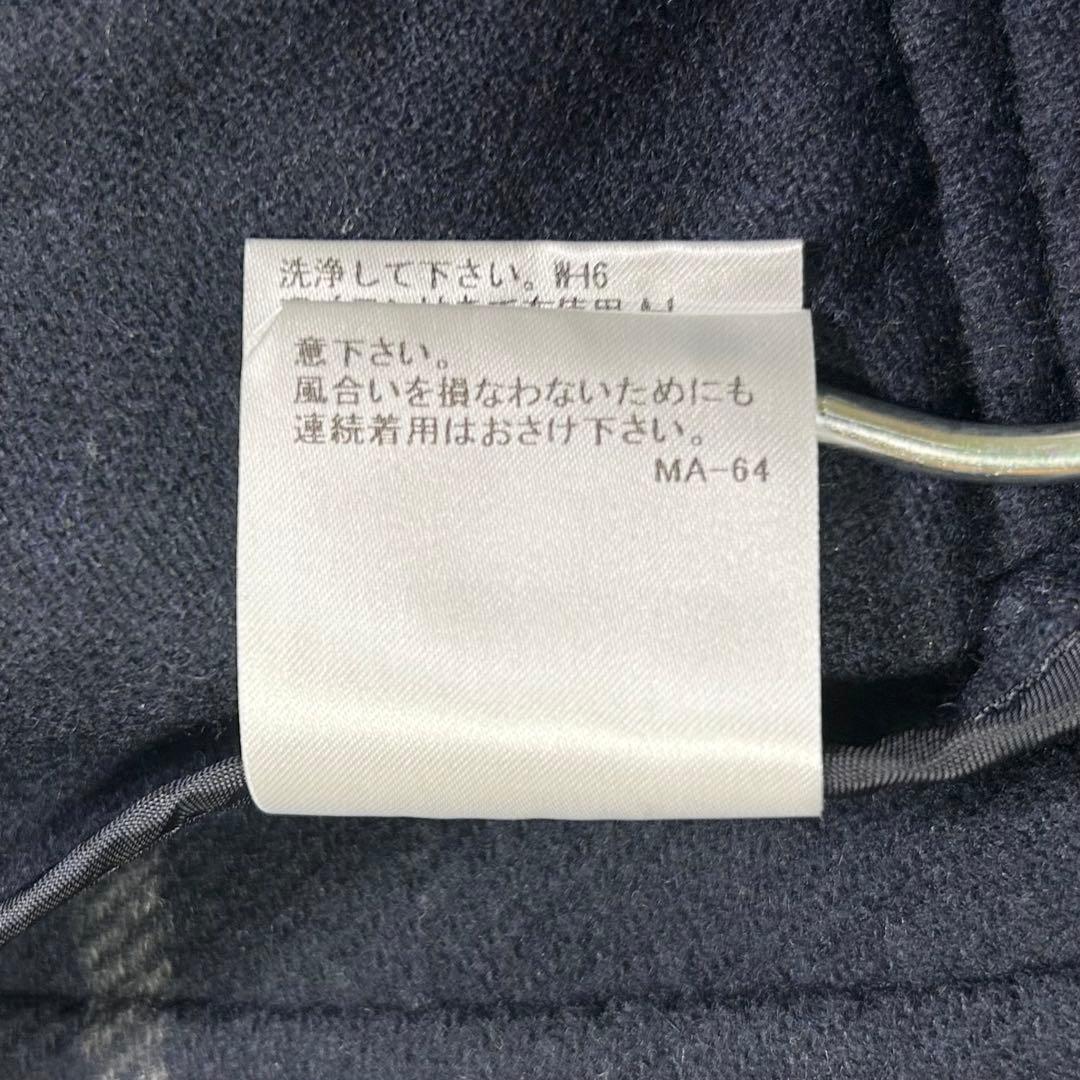 洗浄して下さい。W-16
意下さい。
風合いを損なわないためにも
連続着用はおさけ下さい。
MA-64